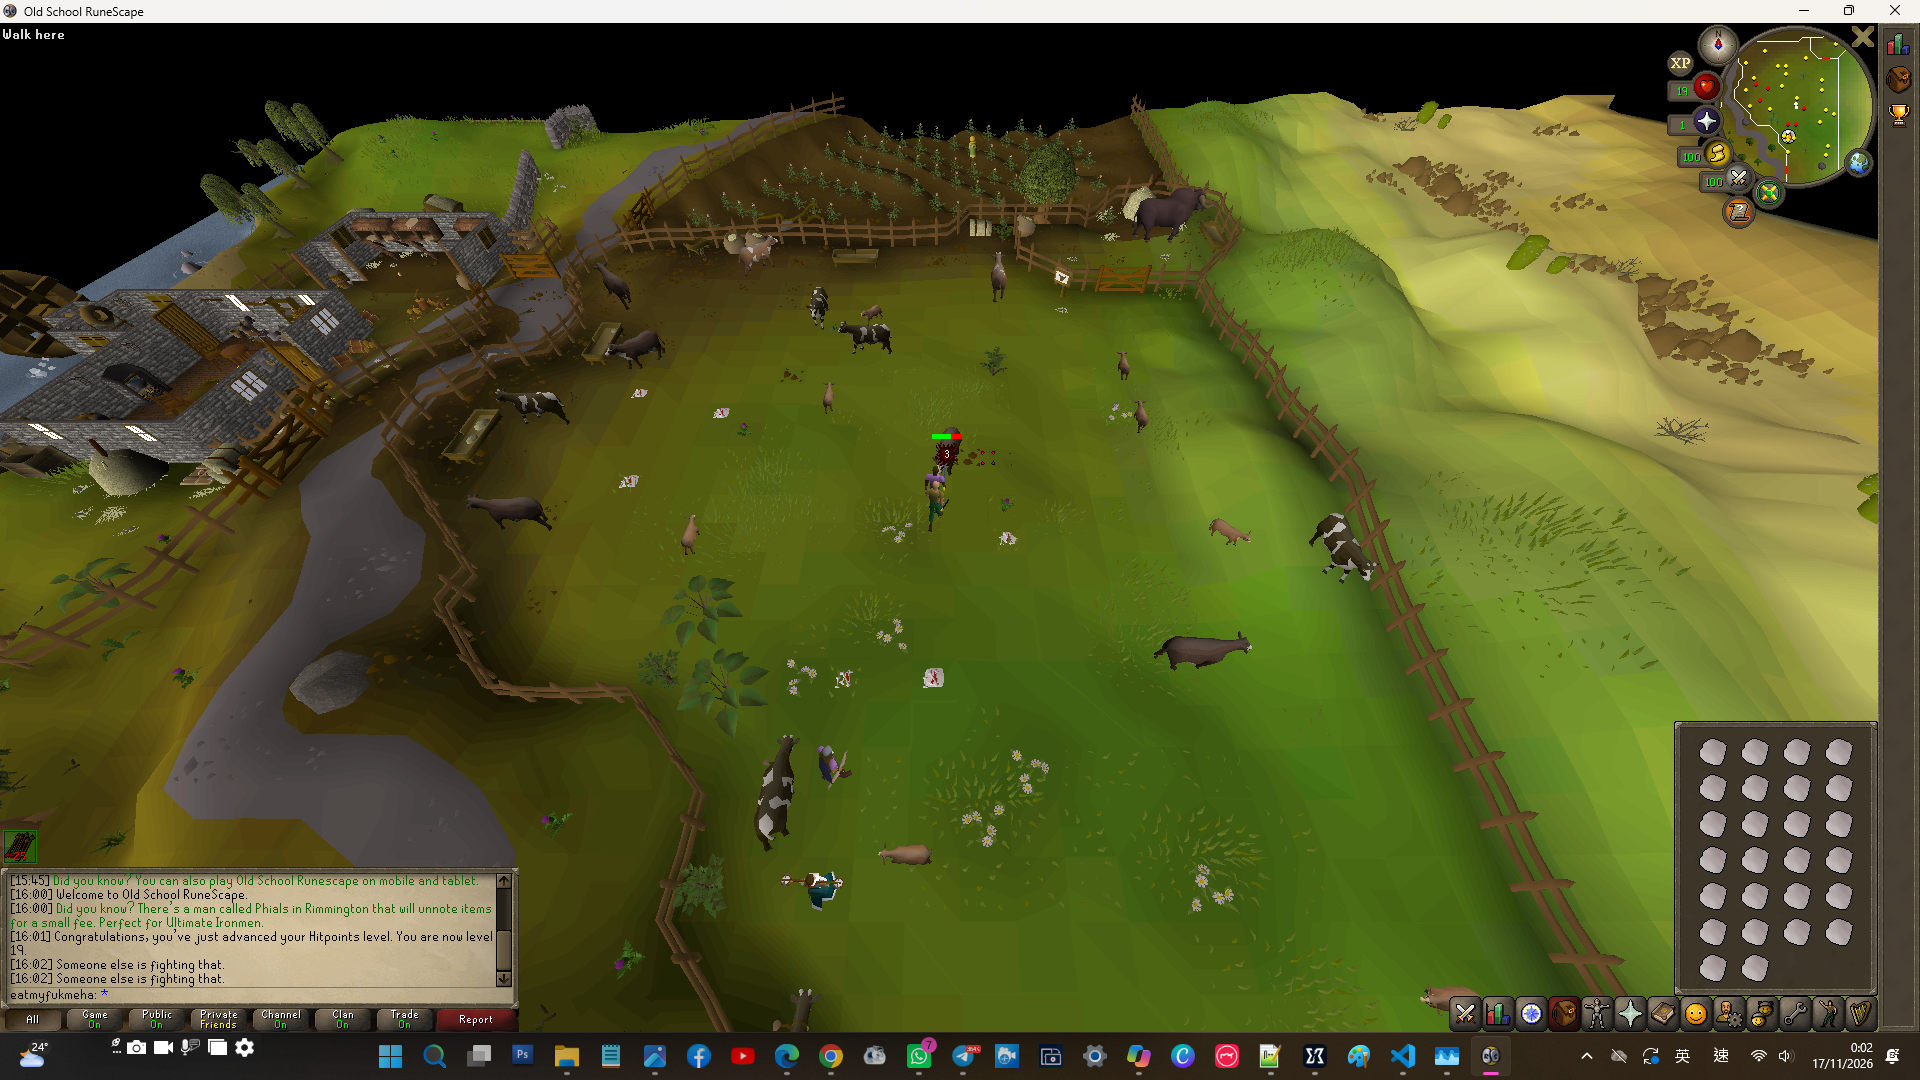 Old School RuneScape
Walk here
N
XP
19
1
100
100
3
23
[15:45] Did you know? You can also play Old School Runescape on mobile and tablet.
[16:00] Welcome to Old School RuneScape.
[16:00] Did you know? There's a man called Phials in Rimmington that will unnote items
for a small fee. Perfect for Ultimate Ironmen.
[16:01] Congratulations, you've just advanced your Hitpoints level. You are now level
19.
[16:02] Someone else is fighting that.
[16:02] Someone else is fighting that.
eatmyfukmeha: *
All
Game
On
Public
On
Private
Friends
Channel
On
Clan
On
Trade
On
Report
24°
Ps
7
英
速
0:02
17/11/2026